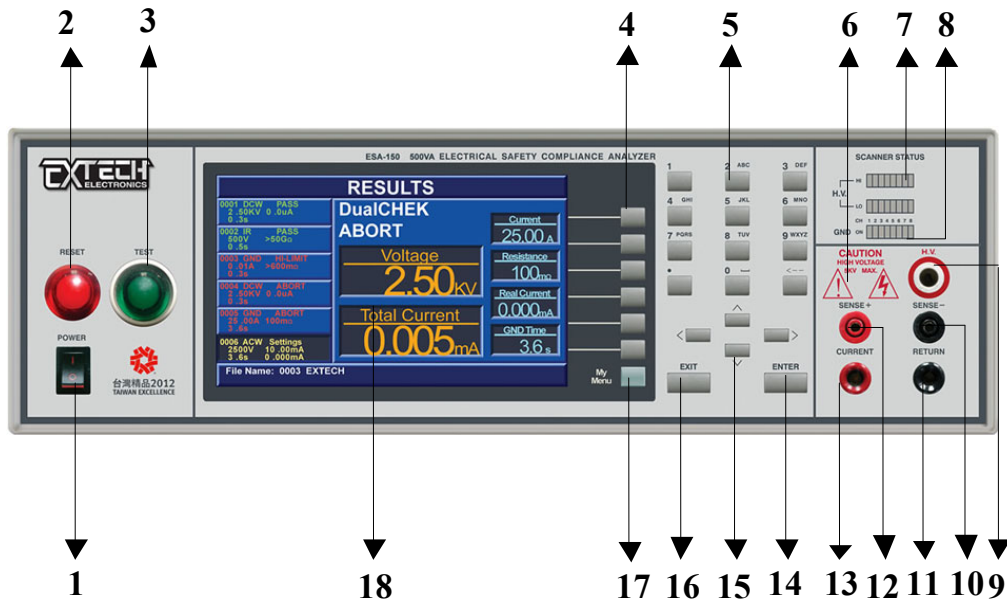 2 3 4 5 6 7 8
EXTECH
ELECTRONICS
RESET TEST
POWER
台灣精品2012
TAIWAN EXCELLENCE
ESA-150 500VA ELECTRICAL SAFETY COMPLIANCE ANALYZER
RESULTS
0001 DCW PASS
2.50KV 0.0uA
0.3s
0002 IR PASS
500V >50GΩ
0.5s
0003 GND HI-LIMIT
0.01A >600mΩ
0.3s
0004 DCW ABORT
2.50KV 0.0uA
0.3s
0005 GND ABORT
25.00A 100mΩ
3.6s
0006 ACW Settings
2500V 10.00mA
3.6s 0.000mA
DualCHEK
ABORT
Voltage
2.50KV
Total Current
0.005mA
Current
25.00A
Resistance
100mΩ
Real Current
0.000mA
GND Time
3.6s
File Name: 0003 EXTECH
My
Menu
1 2 ABC 3 DEF
4 GHI 5 JKL 6 MNO
7 PQRS 8 TUV 9 WXYZ
• 0 ⌴ <--
< ^ >
v
EXIT ENTER
SCANNER STATUS
HI
H.V.
LO
CH 1 2 3 4 5 6 7 8
GND ON
CAUTION
HIGH VOLTAGE
5KV MAX.
H.V.
SENSE+ SENSE−
CURRENT RETURN
1 18 17 16 15 14 13 12 11 10 9